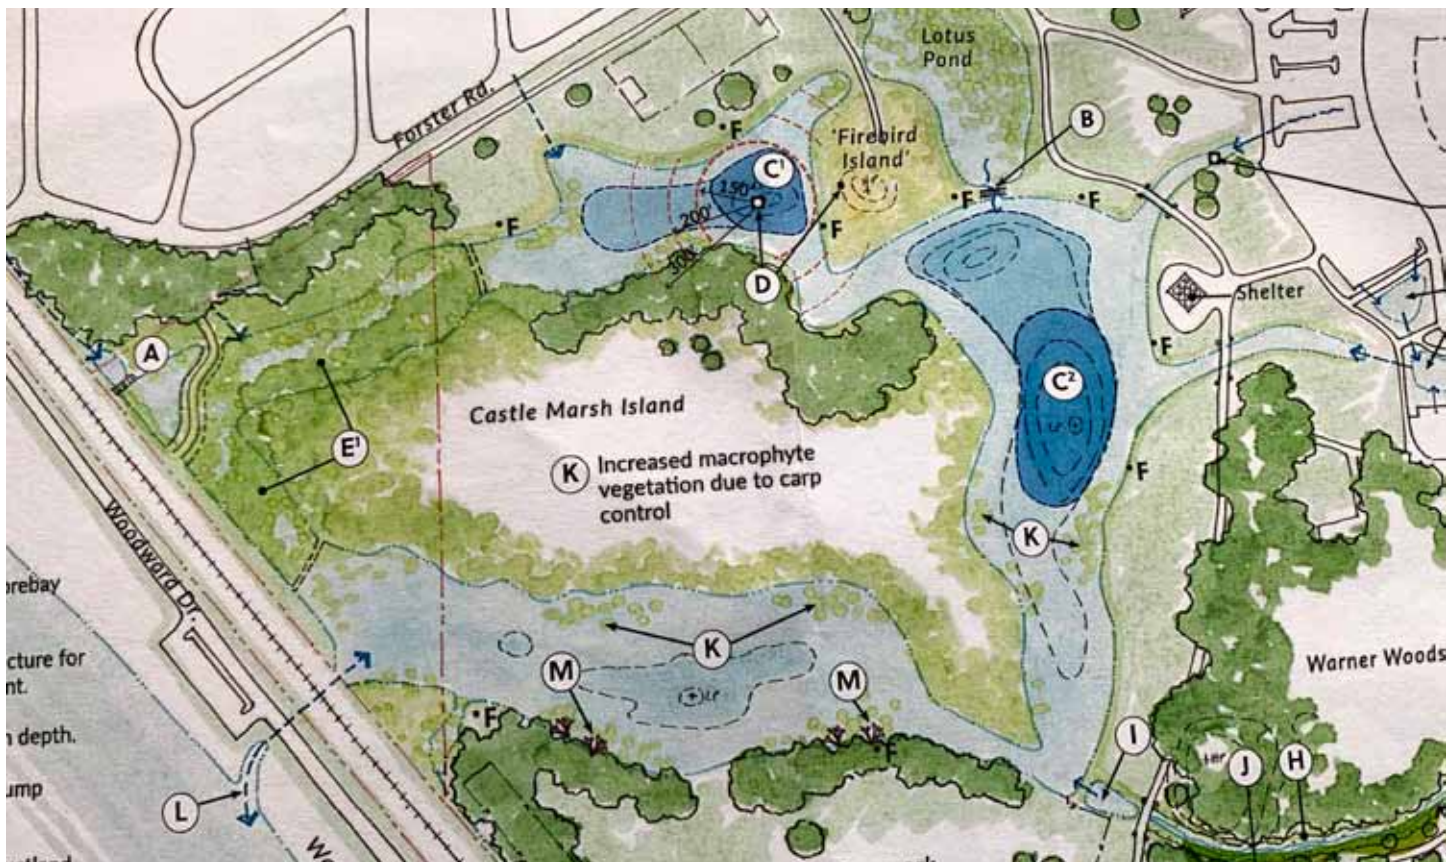 Lotus
Pond
Forster Rd.
F
B
'Firebird
Island'
C¹
150'
200'
300'
F
F
F
F
D
Shelter
F
A
C²
Castle Marsh Island
E¹
K Increased macrophyte
vegetation due to carp
control
F
K
Woodward Dr.
orebay
K
cture for
nt.
M
M
Warner Woods
F
F
n depth.
I
J
H
ump
L